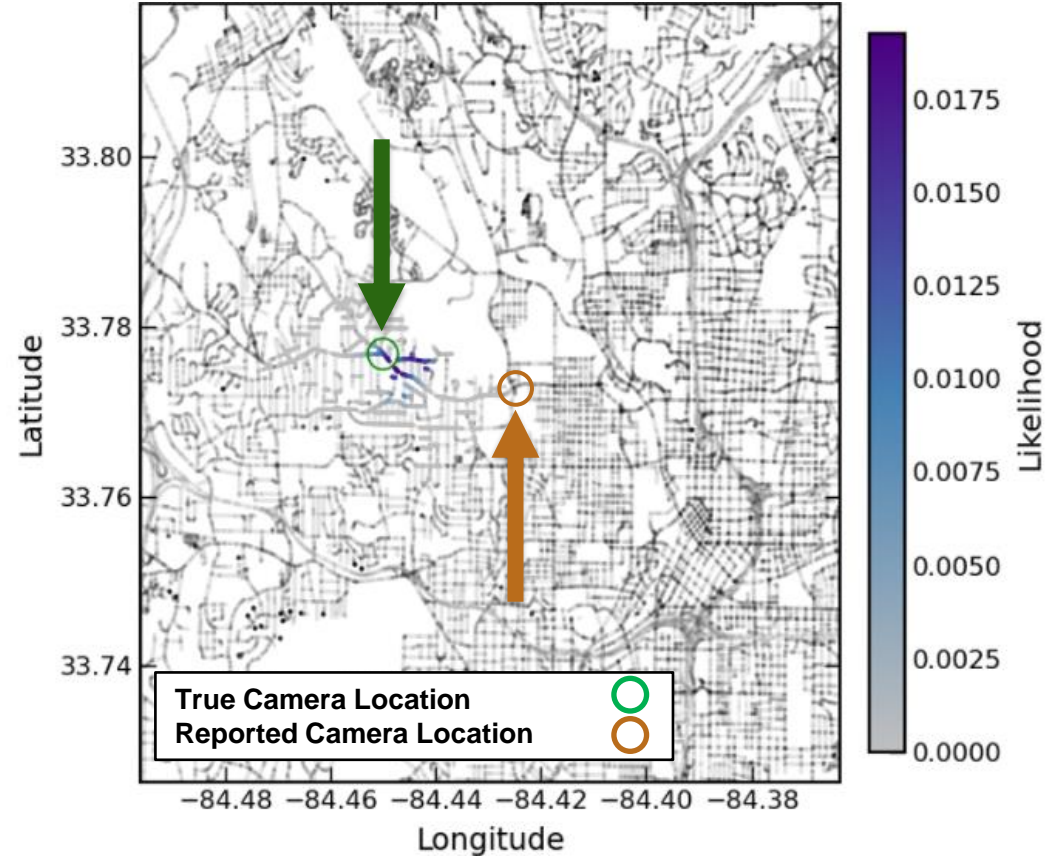 33.80
33.78
33.76
33.74
Latitude
−84.48 −84.46 −84.44 −84.42 −84.40 −84.38
Longitude
True Camera Location
Reported Camera Location
0.0175
0.0150
0.0125
0.0100
0.0075
0.0050
0.0025
0.0000
Likelihood